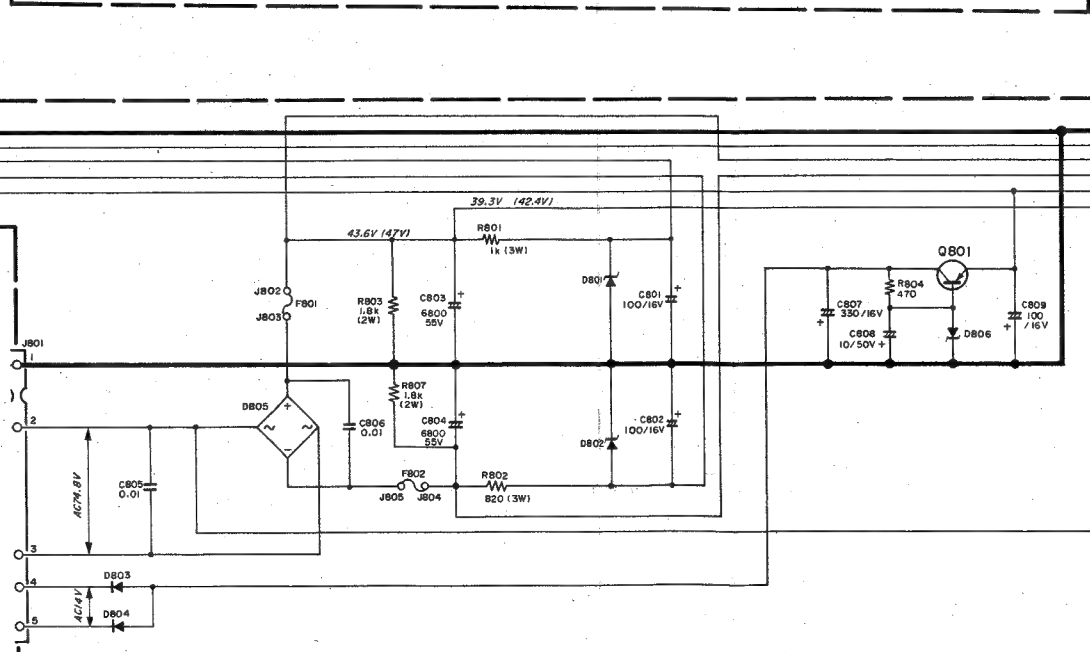 39.3V (42.4V)
R801
1k (3W)
43.6V (47V)
Q801
J802
F801
J803
R803
1.8k
(2W)
C803
6800
55V
D801
C801
100/16V
R804
470
C807
330/16V
C808
10/50V
D806
C809
100
/16V
J801
1
R807
1.8k
(2W)
D805
C806
0.01
C804
6800
55V
D802
C802
100/16V
2
C805
0.01
AC74.8V
F802
J805 J804
R802
820 (3W)
3
D803
4
AC14V
D804
5